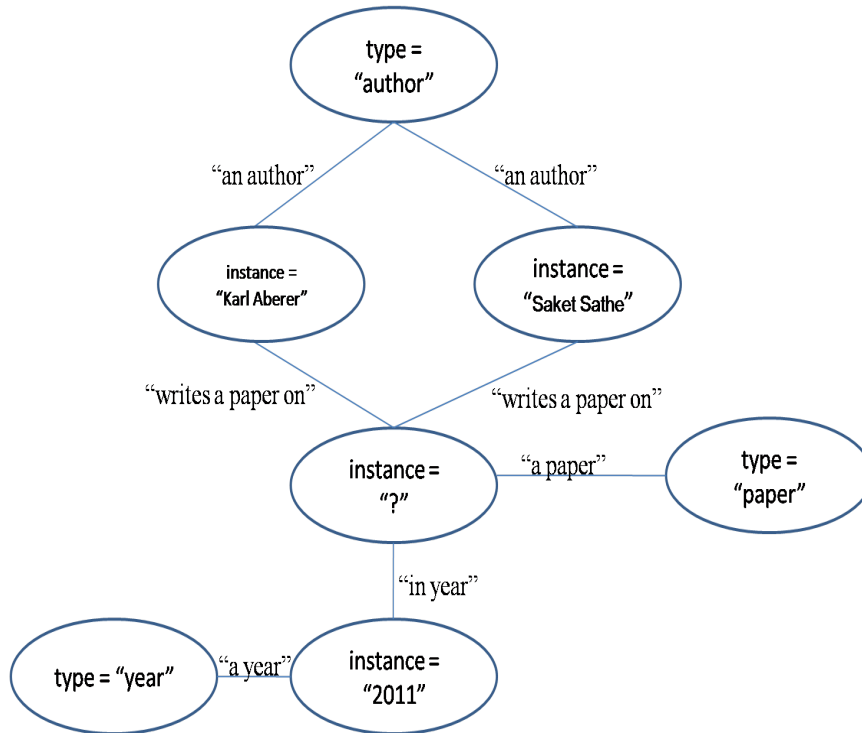 type =
“author”
“an author”
“an author”
instance =
“Karl Aberer”
instance =
“Saket Sathe”
“writes a paper on”
“writes a paper on”
instance =
“?”
“a paper”
type =
“paper”
“in year”
type = “year”
“a year”
instance =
“2011”